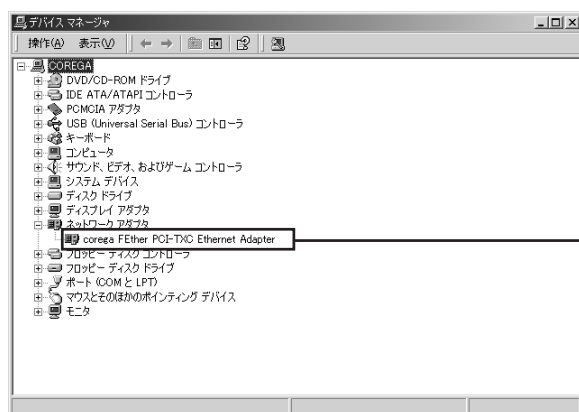 デバイス マネージャ
操作(A) 表示(V)
COREGA
DVD/CD-ROM ドライブ
IDE ATA/ATAPI コントローラ
PCMCIA アダプタ
USB (Universal Serial Bus) コントローラ
キーボード
コンピュータ
サウンド、ビデオ、およびゲーム コントローラ
システム デバイス
ディスク ドライブ
ディスプレイ アダプタ
ネットワーク アダプタ
corega FEther PCI-TXC Ethernet Adapter
フロッピー ディスク コントローラ
フロッピー ディスク ドライブ
ポート (COM と LPT)
マウスとそのほかのポインティング デバイス
モニタ